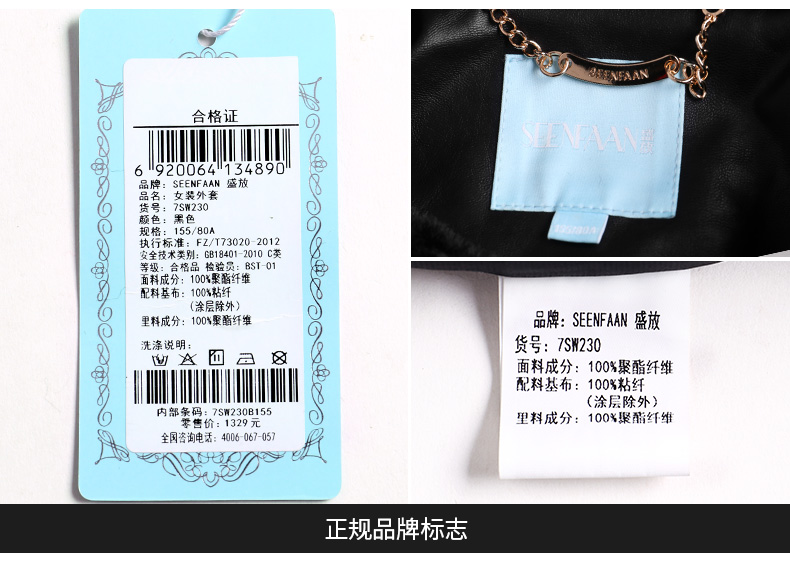 合格证
6 920064 134890
品牌: SEENFAAN 盛放
品名: 女装外套
货号: 7SW230
颜色: 黑色
规格: 155/80A
执行标准: FZ/T73020-2012
安全技术类别: GB18401-2010 C类
等级: 合格品 检验员: BST-01
面料成分: 100%聚酯纤维
配料基布: 100%粘纤
(涂层除外)
里料成分: 100%聚酯纤维
洗涤说明:
内部条码: 7SW230B155
零售价: 1329元
全国咨询电话: 4006-067-057
SEENFAAN
SEENFAAN
品牌: SEENFAAN 盛放
货号: 7SW230
面料成分: 100%聚酯纤维
配料基布: 100%粘纤
(涂层除外)
里料成分: 100%聚酯纤维
正规品牌标志